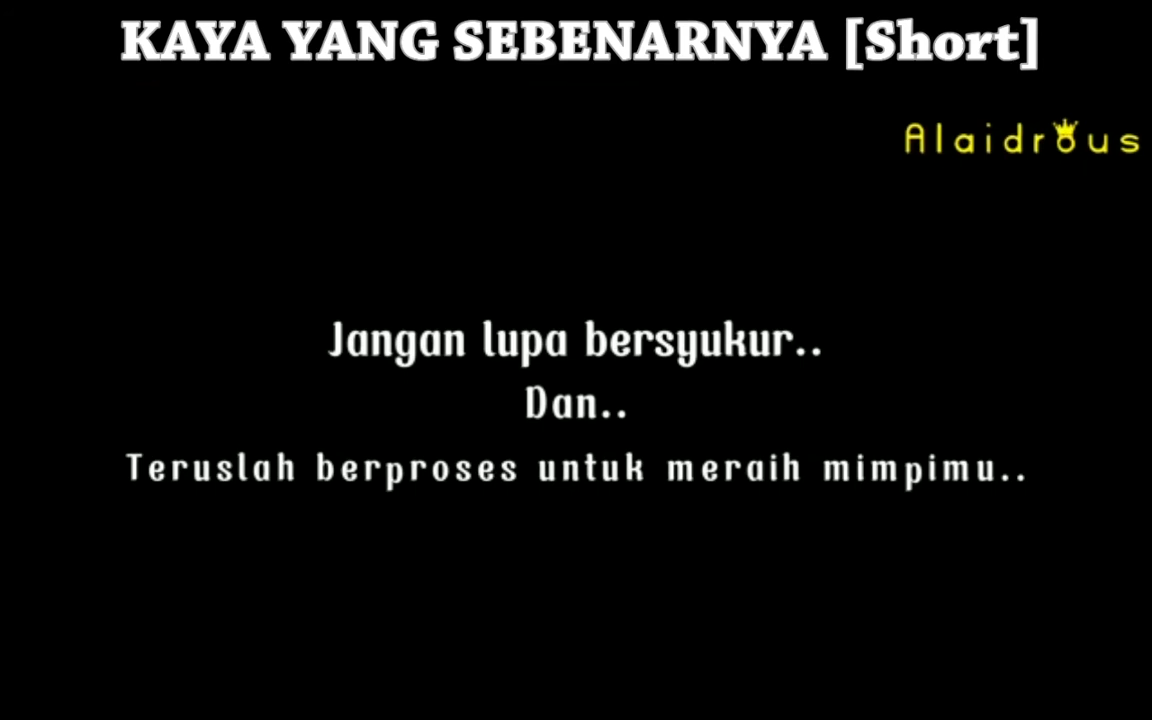 KAYA YANG SEBENARNYA [Short]
Alaidrous
Jangan lupa bersyukur..
Dan..
Teruslah berproses untuk meraih mimpimu..